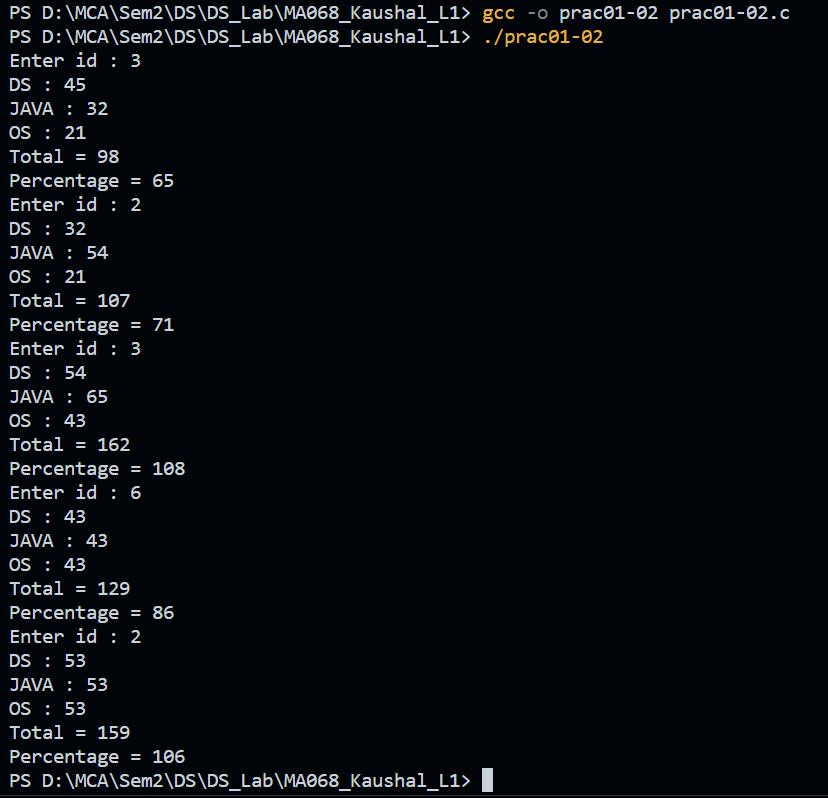 PS D:\MCA\Sem2\DS\DS_Lab\MA068_Kaushal_L1> gcc -o prac01-02 prac01-02.c
PS D:\MCA\Sem2\DS\DS_Lab\MA068_Kaushal_L1> ./prac01-02
Enter id : 3
DS : 45
JAVA : 32
OS : 21
Total = 98
Percentage = 65
Enter id : 2
DS : 32
JAVA : 54
OS : 21
Total = 107
Percentage = 71
Enter id : 3
DS : 54
JAVA : 65
OS : 43
Total = 162
Percentage = 108
Enter id : 6
DS : 43
JAVA : 43
OS : 43
Total = 129
Percentage = 86
Enter id : 2
DS : 53
JAVA : 53
OS : 53
Total = 159
Percentage = 106
PS D:\MCA\Sem2\DS\DS_Lab\MA068_Kaushal_L1>